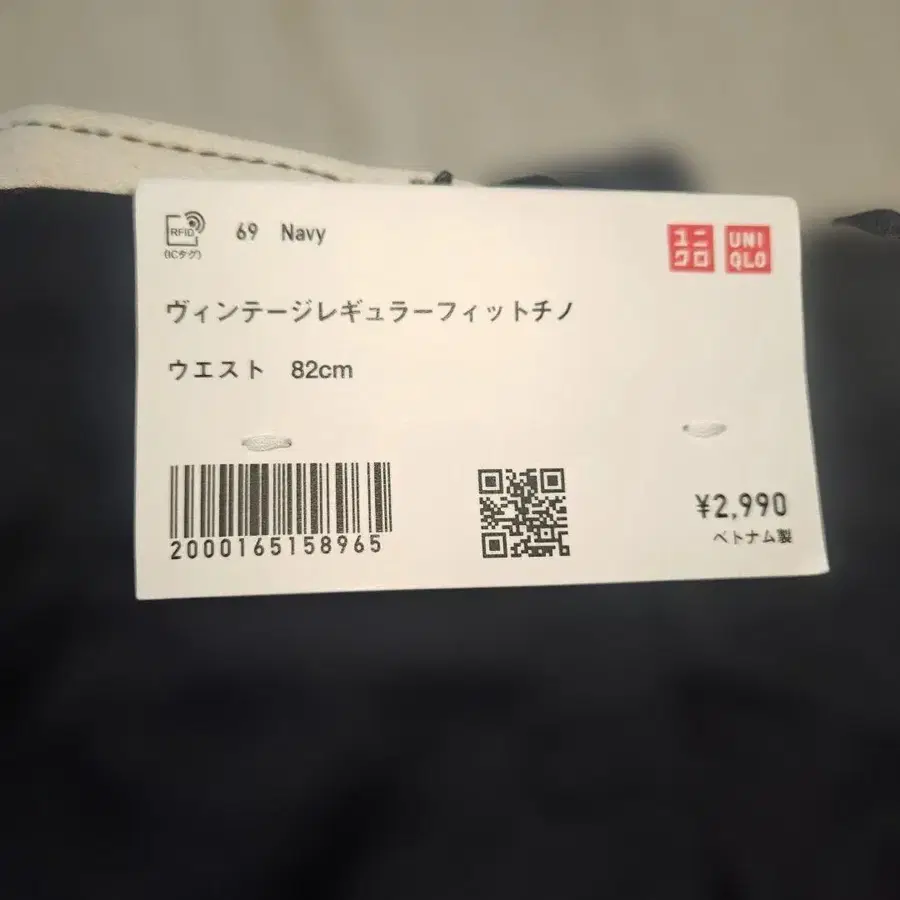 RFID
(ICタグ)
69 Navy
ユニ
クロ
UNI
QLO
ヴィンテージレギュラーフィットチノ
ウエスト 82cm
2000165158965
¥2,990
ベトナム製